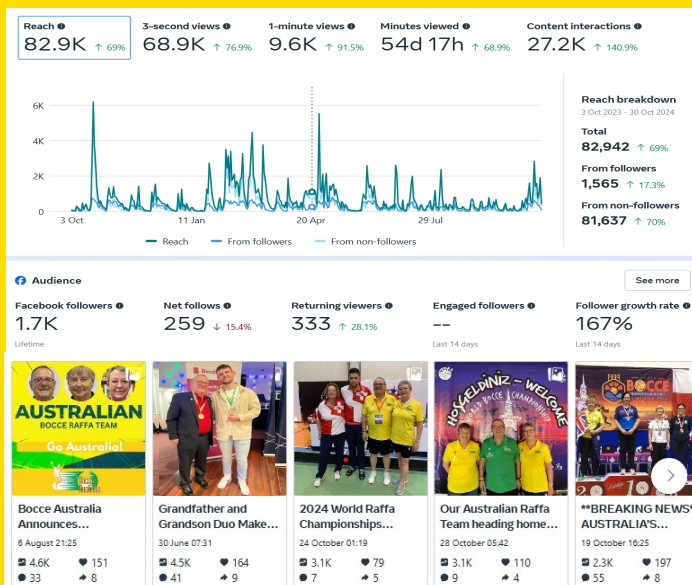 Reach 3-second views 1-minute views Minutes viewed Content interactions
82.9K ↑ 69% 68.9K ↑ 76.9% 9.6K ↑ 91.5% 54d 17h ↑ 68.9% 27.2K ↑ 140.9%
6K
4K
2K
0
3 Oct 11 Jan 20 Apr 29 Jul
Reach From followers From non-followers
Reach breakdown
3 Oct 2023 - 30 Oct 2024
Total
82,942 ↑ 69%
From followers
1,565 ↑ 17.3%
From non-followers
81,637 ↑ 70%
Audience See more
Facebook followers Net follows Returning viewers Engaged followers Follower growth rate
1.7K 259 ↓ 15.4% 333 ↑ 28.1% -- 167%
Lifetime Last 14 days Last 14 days
AUSTRALIAN
BOCCE RAFFA TEAM
Go Australia!
HOŞGELDİNİZ - WELCOME
WORLD BOCCE CHAMPIONSHIP
BOCCE
Bocce Australia
Announces...
6 August 21:25
4.6K 151
33 8
Grandfather and
Grandson Duo Make...
30 June 07:31
4.5K 164
41 9
2024 World Raffa
Championships...
24 October 01:19
3.1K 79
7 5
Our Australian Raffa
Team heading home...
28 October 05:42
3.1K 110
9 4
**BREAKING NEWS*
AUSTRALIA'S...
19 October 16:25
2.3K 197
55 8